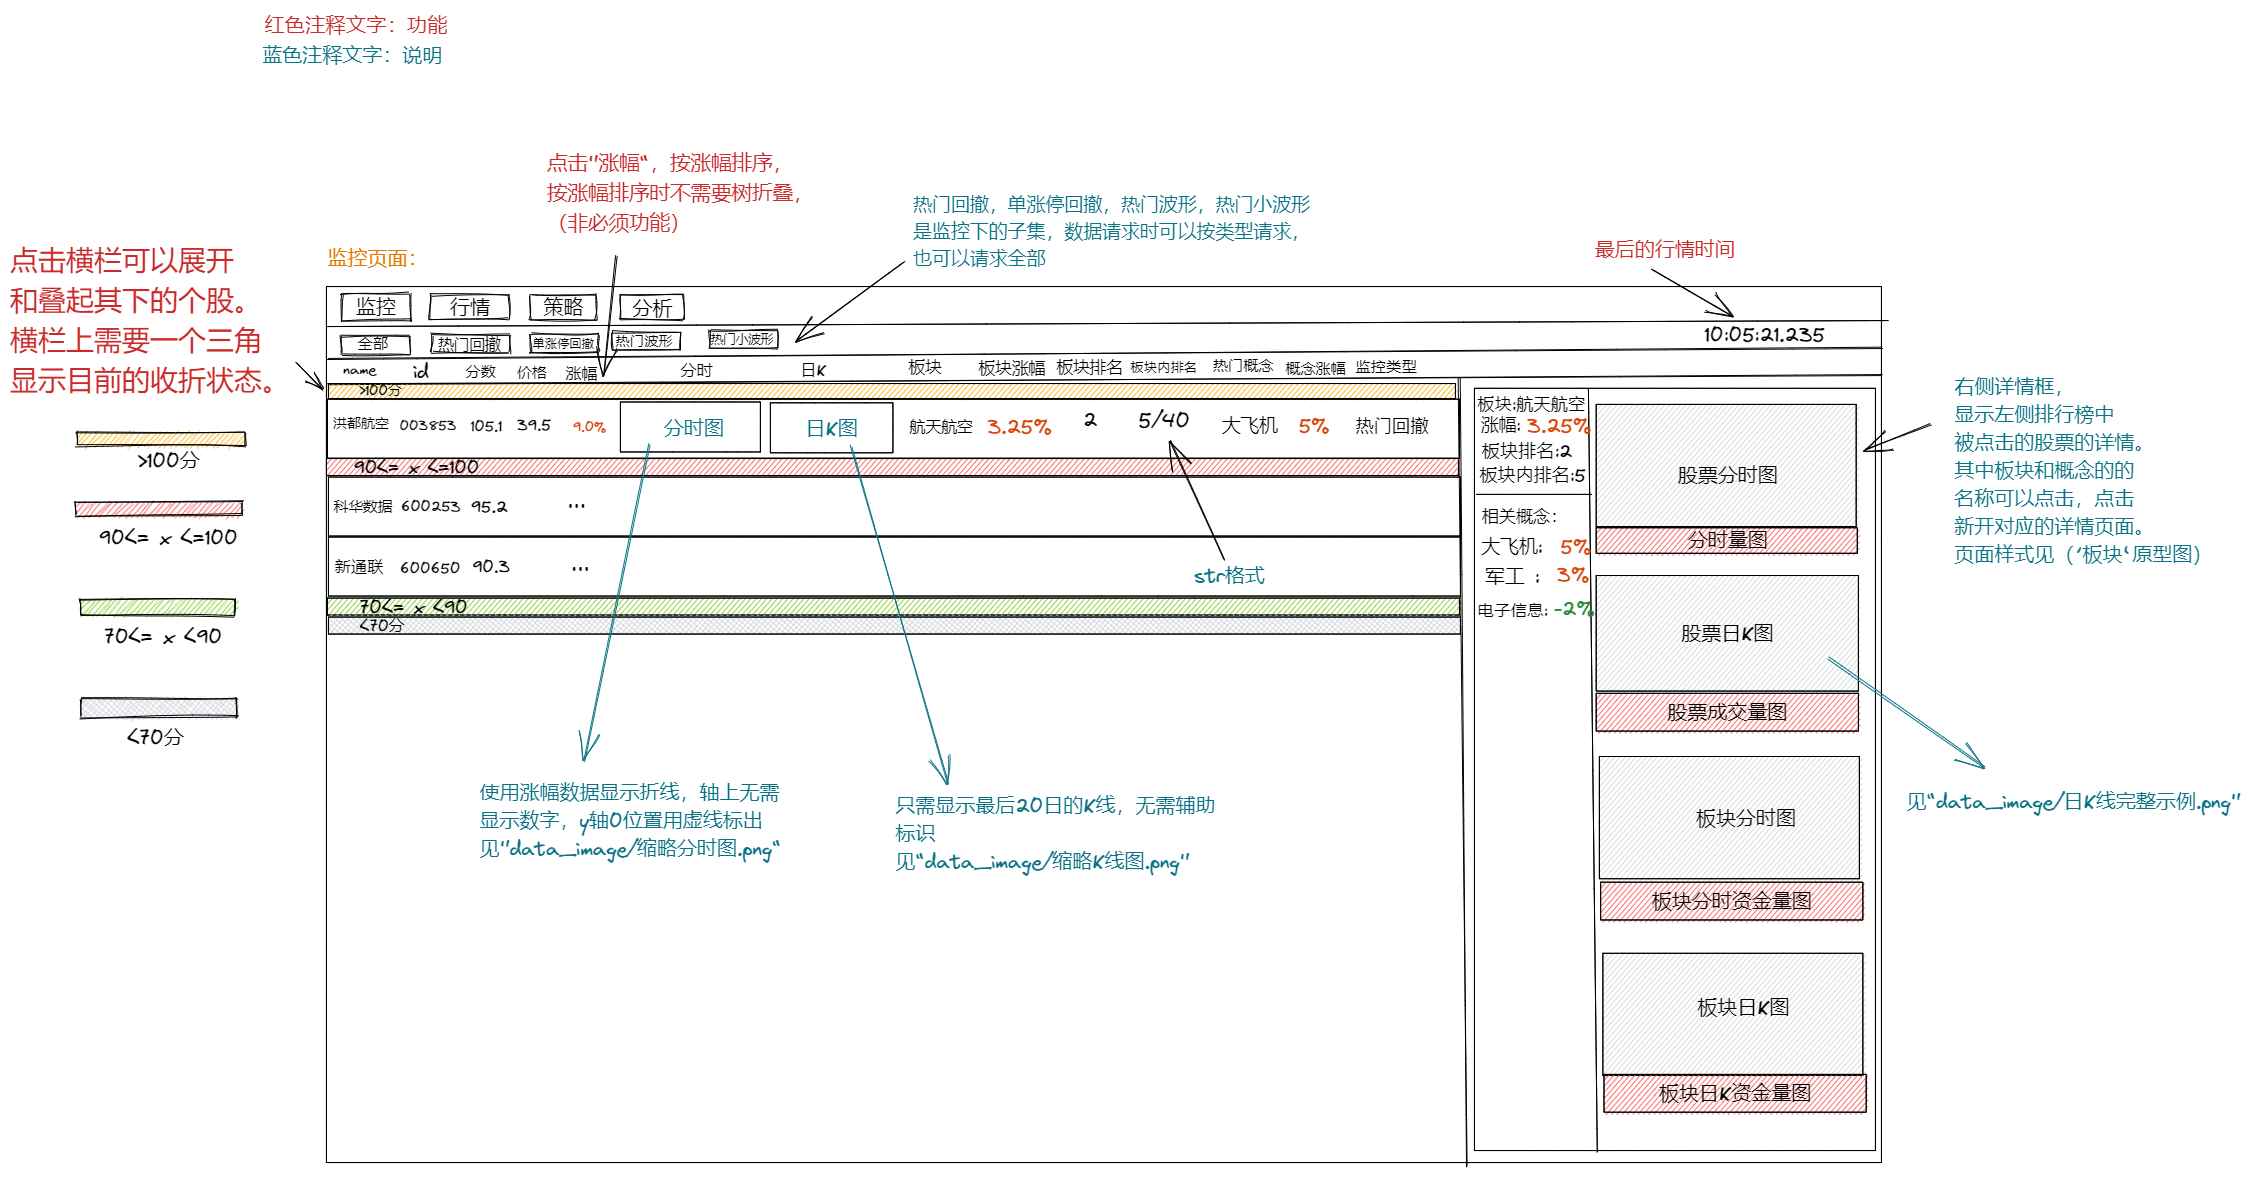 红色注释文字：功能
蓝色注释文字：说明
点击"涨幅"，按涨幅排序，
按涨幅排序时不需要树折叠，
（非必须功能）
热门回撤，单涨停回撤，热门波形，热门小波形
是监控下的子集，数据请求时可以按类型请求，
也可以请求全部
最后的行情时间
监控页面：
点击横栏可以展开
和叠起其下的个股。
横栏上需要一个三角
显示目前的收折状态。
>100分
90<= x <=100
70<= x <90
<70分
监控 行情 策略 分析
全部 热门回撤 单涨停回撤 热门波形 热门小波形 10:05:21.235
name id 分数 价格 涨幅 分时 日K 板块 板块涨幅 板块排名 板块内排名 热门概念 概念涨幅 监控类型
>100分
洪都航空 003853 105.1 39.5 9.0% 分时图 日K图 航天航空 3.25% 2 5/40 大飞机 5% 热门回撤
90<= x <=100
科华数据 600253 95.2 ...
新通联 600650 90.3 ...
70<= x <90
<70分
str格式
使用涨幅数据显示折线，轴上无需
显示数字，y轴0位置用虚线标出
见"data_image/缩略分时图.png"
只需显示最后20日的K线，无需辅助
标识
见"data_image/缩略K线图.png"
板块:航天航空
涨幅: 3.25%
板块排名:2
板块内排名:5
相关概念：
大飞机: 5%
军工 : 3%
电子信息: -2%
股票分时图
分时量图
股票日K图
股票成交量图
板块分时图
板块分时资金量图
板块日K图
板块日K资金量图
右侧详情框，
显示左侧排行榜中
被点击的股票的详情。
其中板块和概念的的
名称可以点击，点击
新开对应的详情页面。
页面样式见（'板块'原型图）
见"data_image/日K线完整示例.png"